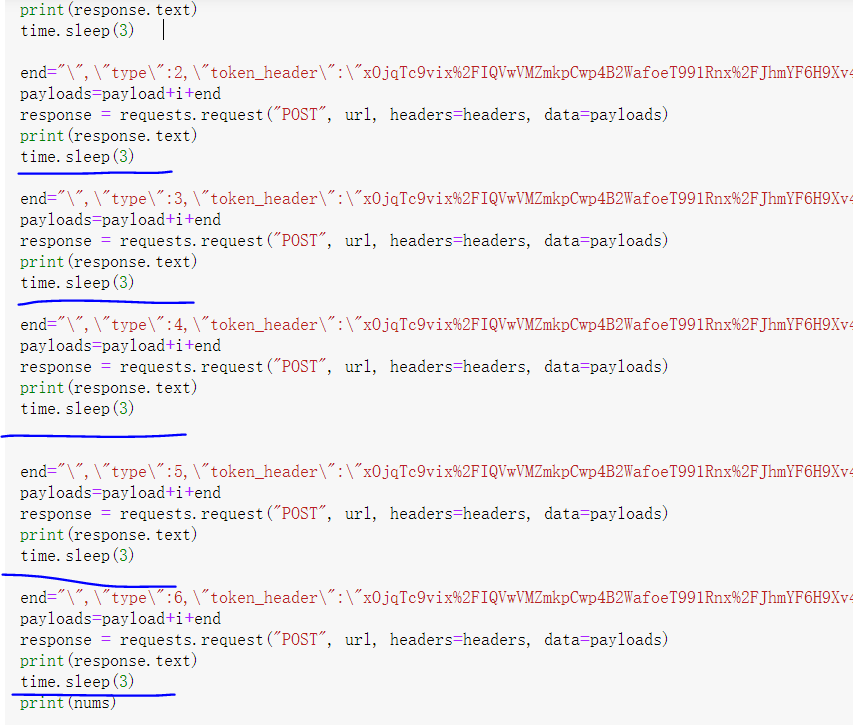 print(response.text)
time.sleep(3)
end="\",\"type\":2,\"token_header\":\"xOjqTc9vix%2FIQVwVMZmkpCwp4B2WafoeT991Rnx%2FJhmYF6H9Xv4
payloads=payload+i+end
response = requests.request("POST", url, headers=headers, data=payloads)
print(response.text)
time.sleep(3)
end="\",\"type\":3,\"token_header\":\"xOjqTc9vix%2FIQVwVMZmkpCwp4B2WafoeT991Rnx%2FJhmYF6H9Xv4
payloads=payload+i+end
response = requests.request("POST", url, headers=headers, data=payloads)
print(response.text)
time.sleep(3)
end="\",\"type\":4,\"token_header\":\"xOjqTc9vix%2FIQVwVMZmkpCwp4B2WafoeT991Rnx%2FJhmYF6H9Xv4
payloads=payload+i+end
response = requests.request("POST", url, headers=headers, data=payloads)
print(response.text)
time.sleep(3)
end="\",\"type\":5,\"token_header\":\"xOjqTc9vix%2FIQVwVMZmkpCwp4B2WafoeT991Rnx%2FJhmYF6H9Xv4
payloads=payload+i+end
response = requests.request("POST", url, headers=headers, data=payloads)
print(response.text)
time.sleep(3)
end="\",\"type\":6,\"token_header\":\"xOjqTc9vix%2FIQVwVMZmkpCwp4B2WafoeT991Rnx%2FJhmYF6H9Xv4
payloads=payload+i+end
response = requests.request("POST", url, headers=headers, data=payloads)
print(response.text)
time.sleep(3)
print(nums)